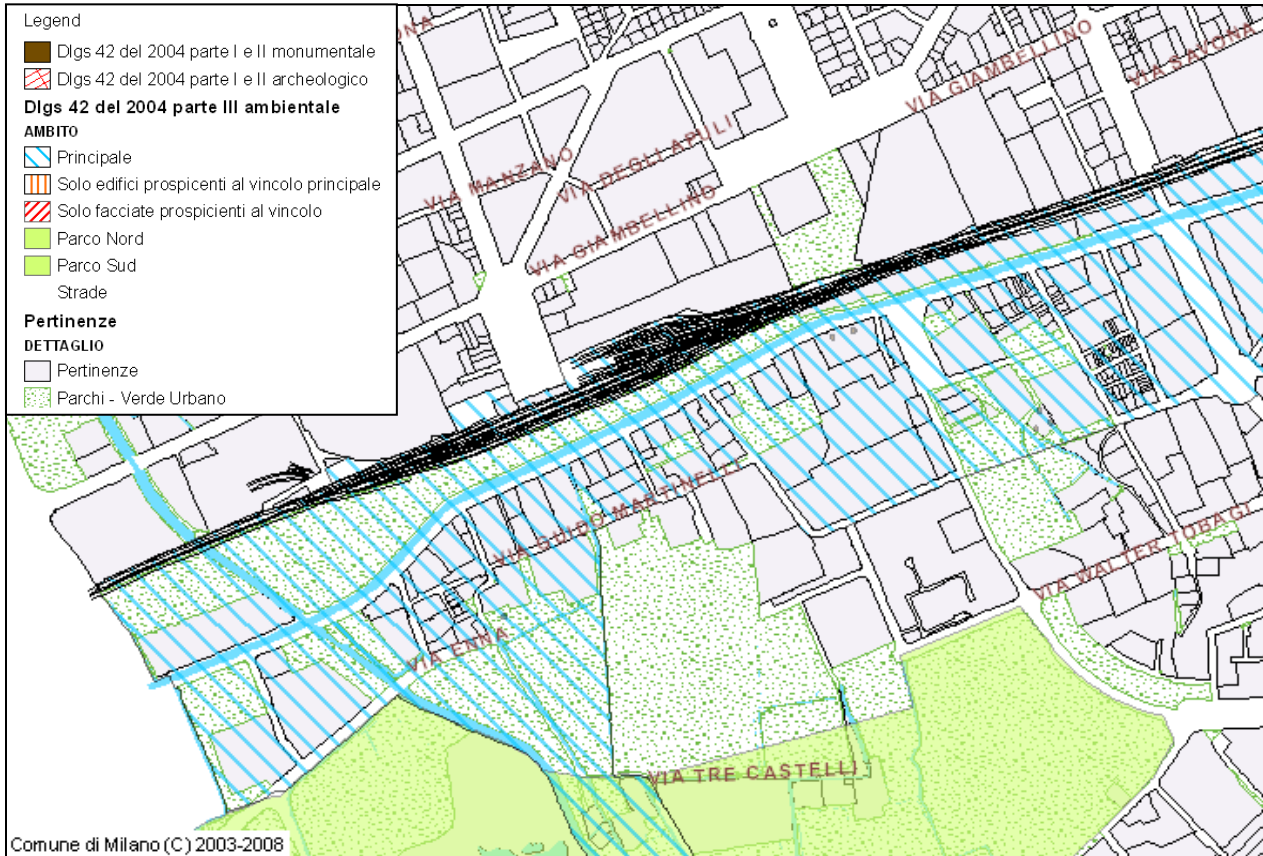 Legend
Dlgs 42 del 2004 parte I e II monumentale
Dlgs 42 del 2004 parte I e II archeologico
Dlgs 42 del 2004 parte III ambientale
AMBITO
Principale
Solo edifici prospicenti al vincolo principale
Solo facciate prospicienti al vincolo
Parco Nord
Parco Sud
Strade
Pertinenze
DETTAGLIO
Pertinenze
Parchi - Verde Urbano
VIA GIAMBELLINO
VIA SAVONA
VIA MANZANO
VIA DEGLI APULI
VIA GIAMBELLINO
VIA GUIDO MARTINELLI
VIA WALTER TOBAGI
VIA ENNA
VIA TRE CASTELLI
Comune di Milano (C) 2003-2008